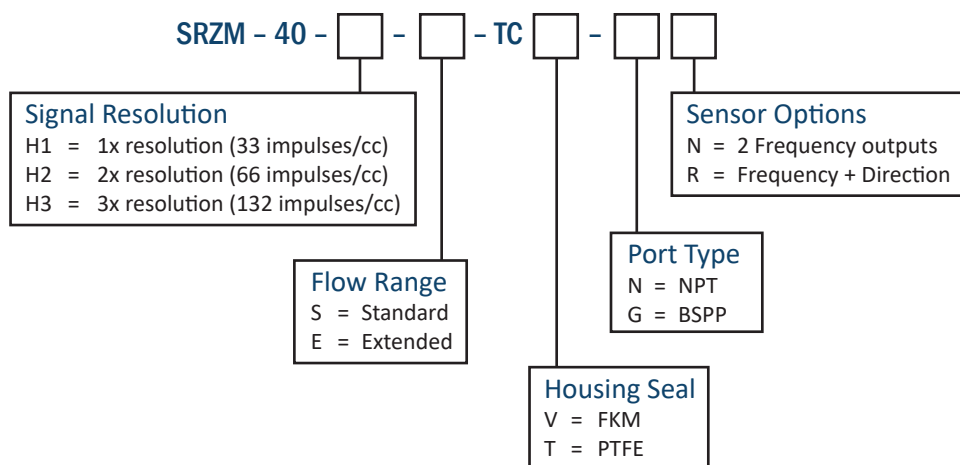 SRZM – 40 – – – TC –
Signal Resolution
H1 = 1x resolution (33 impulses/cc)
H2 = 2x resolution (66 impulses/cc)
H3 = 3x resolution (132 impulses/cc)
Sensor Options
N = 2 Frequency outputs
R = Frequency + Direction
Flow Range
S = Standard
E = Extended
Port Type
N = NPT
G = BSPP
Housing Seal
V = FKM
T = PTFE